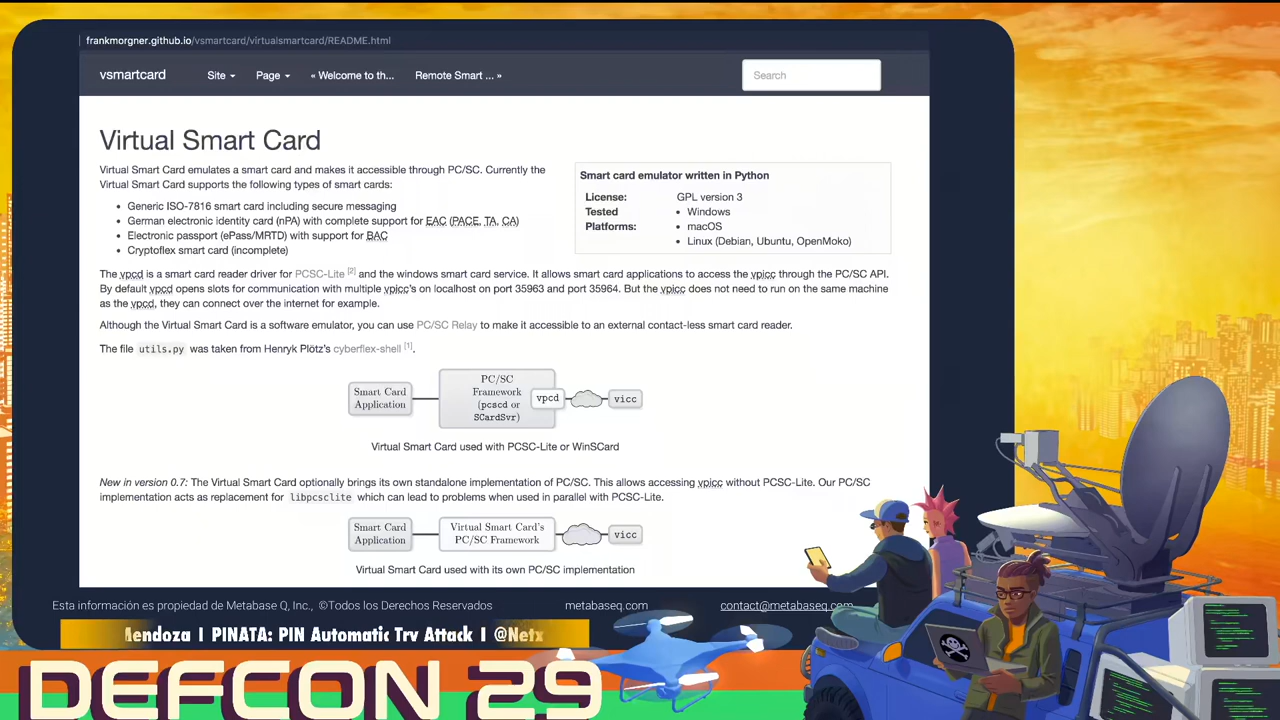 frankmorgner.github.io/vsmartcard/virtualsmartcard/README.html
vsmartcard
Site
Page
« Welcome to th...
Remote Smart ... »
Search
Virtual Smart Card
Virtual Smart Card emulates a smart card and makes it accessible through PC/SC. Currently the
Virtual Smart Card supports the following types of smart cards:
• Generic ISO-7816 smart card including secure messaging
• German electronic identity card (nPA) with complete support for EAC (PACE, TA, CA)
• Electronic passport (ePass/MRTD) with support for BAC
• Cryptoflex smart card (incomplete)
Smart card emulator written in Python
License: GPL version 3
Tested • Windows
Platforms: • macOS
• Linux (Debian, Ubuntu, OpenMoko)
The vpcd is a smart card reader driver for PCSC-Lite [2] and the windows smart card service. It allows smart card applications to access the vpicc through the PC/SC API.
By default vpcd opens slots for communication with multiple vpicc's on localhost on port 35963 and port 35964. But the vpicc does not need to run on the same machine
as the vpcd, they can connect over the internet for example.
Although the Virtual Smart Card is a software emulator, you can use PC/SC Relay to make it accessible to an external contact-less smart card reader.
The file utils.py was taken from Henryk Plötz's cyberflex-shell [1].
Smart Card
Application
PC/SC
Framework
(pcscd or
SCardSvr)
vpcd
vicc
Virtual Smart Card used with PCSC-Lite or WinSCard
New in version 0.7: The Virtual Smart Card optionally brings its own standalone implementation of PC/SC. This allows accessing vpicc without PCSC-Lite. Our PC/SC
implementation acts as replacement for libpcsclite which can lead to problems when used in parallel with PCSC-Lite.
Smart Card
Application
Virtual Smart Card's
PC/SC Framework
vicc
Virtual Smart Card used with its own PC/SC implementation
Esta información es propiedad de Metabase Q, Inc., ©Todos los Derechos Reservados
metabaseq.com
contact@metabaseq.com
Mendoza | PINATA: PIN Automatic Try Attack | @Net
DEFCON 29